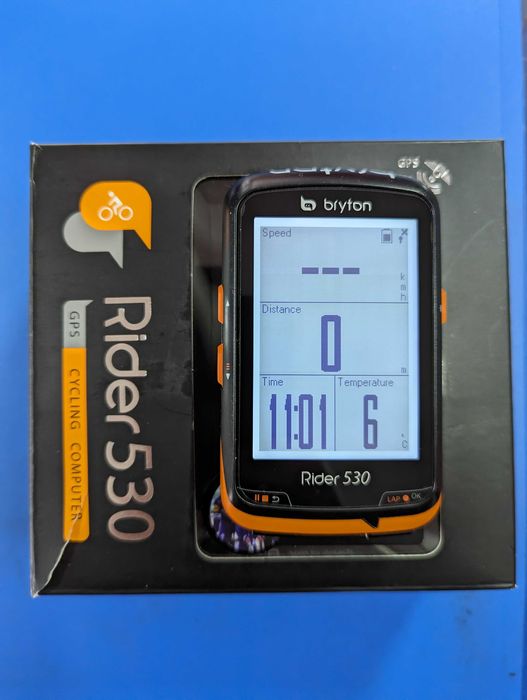 GPS
bryton
Speed
---
k
m
h
Distance
0
m
Time
11:01
Temperature
6
°C
Rider 530
LAP
OK
Rider 530
GPS
CYCLING COMPUTER